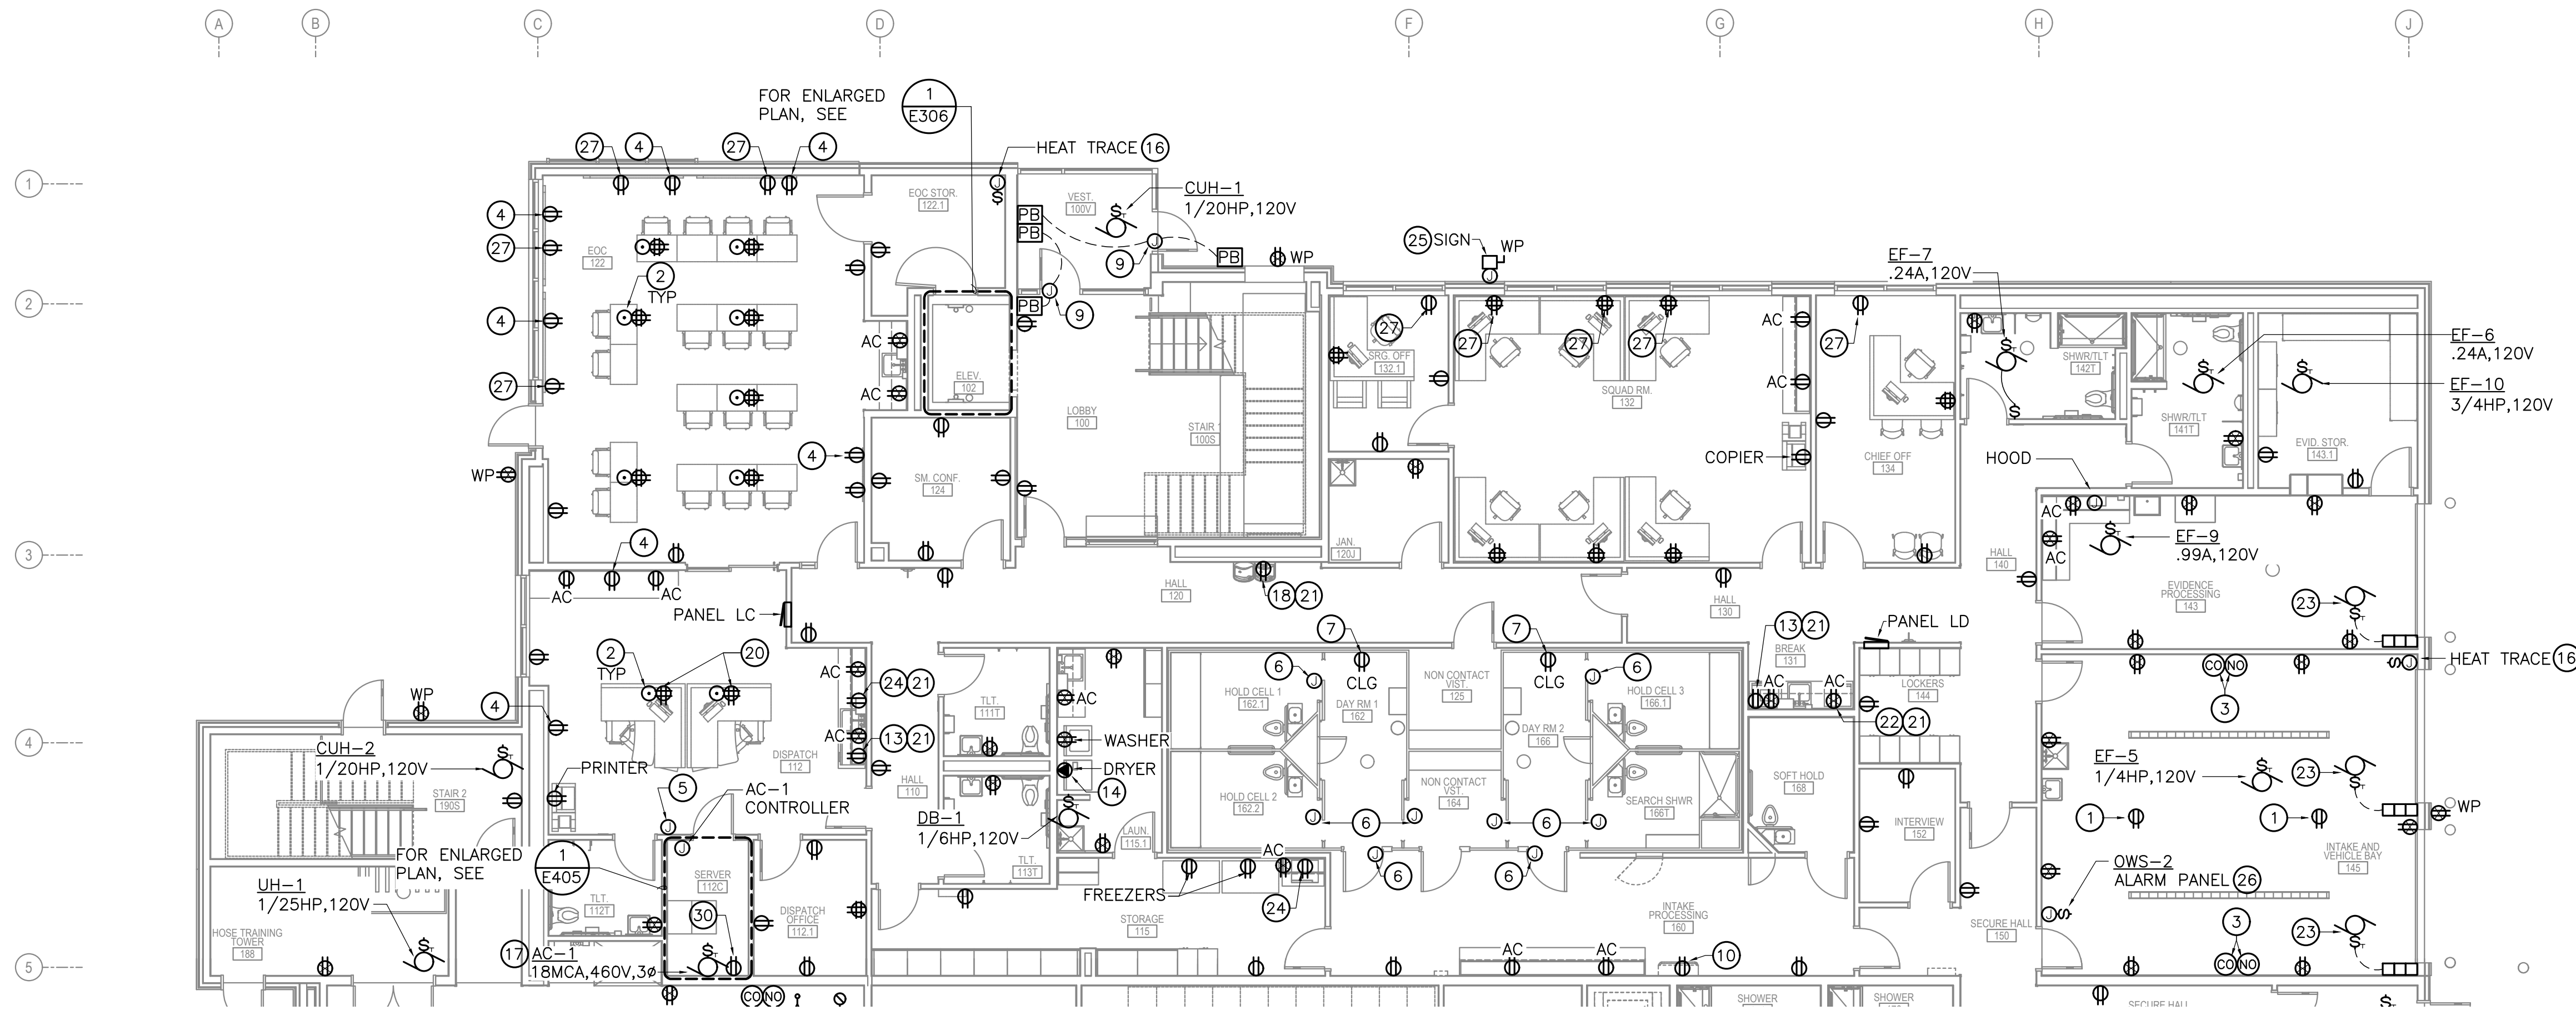 A
B
C
D
F
G
H
J
FOR ENLARGED
PLAN, SEE
1
E306
27
4
27
4
HEAT TRACE 16
1
EOC STOR.
122.1
VEST.
100V
CUH-1
1/20HP,120V
4
27
PB
PB
PB
PB
9
9
WP
EOC
122
2
TYP
25 SIGN
WP
EF-7
.24A,120V
2
4
27
AC
AC
ELEV.
102
LOBBY
100
STAIR 1
100S
27
SRG. OFF
132.1
27
27
27
SQUAD RM.
132
AC
AC
COPIER
27
CHIEF OFF
134
SHWR/TLT
142T
EF-6
.24A,120V
EF-10
3/4HP,120V
SHWR/TLT
141T
EVID. STOR.
143.1
HOOD
WP
4
SM. CONF.
124
4
3
JAN.
120J
HALL
140
AC
AC
EF-9
.99A,120V
EVIDENCE
PROCESSING
143
23
AC
AC
PANEL LC
HALL
120
18 21
HALL
130
13 21
PANEL LD
BREAK
131
HEAT TRACE 16
2
TYP
20
AC
24 21
AC
13 21
TLT.
111T
AC
WASHER
DRYER
14
7
7
6
6
CLG
CLG
HOLD CELL 1
162.1
DAY RM 1
162
NON CONTACT
VIST.
125
DAY RM 2
166
HOLD CELL 3
166.1
AC
AC
22 21
LOCKERS
144
CO NO
3
4
WP
4
CUH-2
1/20HP,120V
STAIR 2
190S
PRINTER
5
DISPATCH
112
AC-1
CONTROLLER
HALL
110
DB-1
1/6HP,120V
LAUN.
115.1
TLT.
113T
HOLD CELL 2
162.2
6
NON CONTACT
VST.
164
6
SEARCH SHWR
166T
SOFT HOLD
168
INTERVIEW
152
EF-5
1/4HP,120V
23
1
1
WP
FOR ENLARGED
PLAN, SEE
1
E405
SERVER
112C
UH-1
1/25HP,120V
TLT.
112T
30
DISPATCH
OFFICE
112.1
FREEZERS
AC
24
6
6
INTAKE AND
VEHICLE BAY
145
OWS-2
ALARM PANEL 26
HOSE TRAINING
TOWER
188
STORAGE
115
INTAKE
PROCESSING
160
SECURE HALL
150
3
CO NO
23
5
17 AC-1
18MCA,460V,3ø
AC
AC
10
CO NO
SHOWER
SHOWER
SECURE HALL